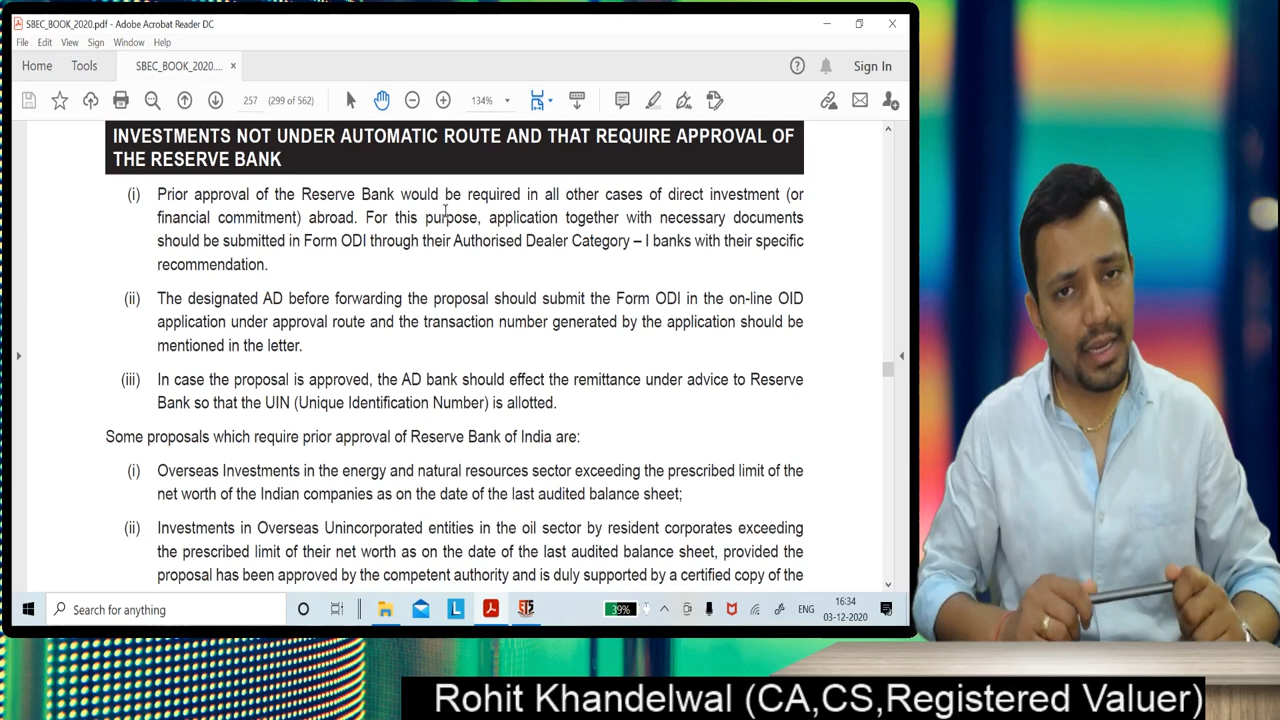 SBEC_BOOK_2020.pdf - Adobe Acrobat Reader DC
File Edit View Sign Window Help
Home Tools SBEC_BOOK_2020.... × Sign In
257 (299 of 562) 134%
INVESTMENTS NOT UNDER AUTOMATIC ROUTE AND THAT REQUIRE APPROVAL OF
THE RESERVE BANK
(i) Prior approval of the Reserve Bank would be required in all other cases of direct investment (or
financial commitment) abroad. For this purpose, application together with necessary documents
should be submitted in Form ODI through their Authorised Dealer Category – I banks with their specific
recommendation.
(ii) The designated AD before forwarding the proposal should submit the Form ODI in the on-line OID
application under approval route and the transaction number generated by the application should be
mentioned in the letter.
(iii) In case the proposal is approved, the AD bank should effect the remittance under advice to Reserve
Bank so that the UIN (Unique Identification Number) is allotted.
Some proposals which require prior approval of Reserve Bank of India are:
(i) Overseas Investments in the energy and natural resources sector exceeding the prescribed limit of the
net worth of the Indian companies as on the date of the last audited balance sheet;
(ii) Investments in Overseas Unincorporated entities in the oil sector by resident corporates exceeding
the prescribed limit of their net worth as on the date of the last audited balance sheet, provided the
proposal has been approved by the competent authority and is duly supported by a certified copy of the
Search for anything
L
39%
ENG
16:34
03-12-2020
Rohit Khandelwal (CA,CS,Registered Valuer)